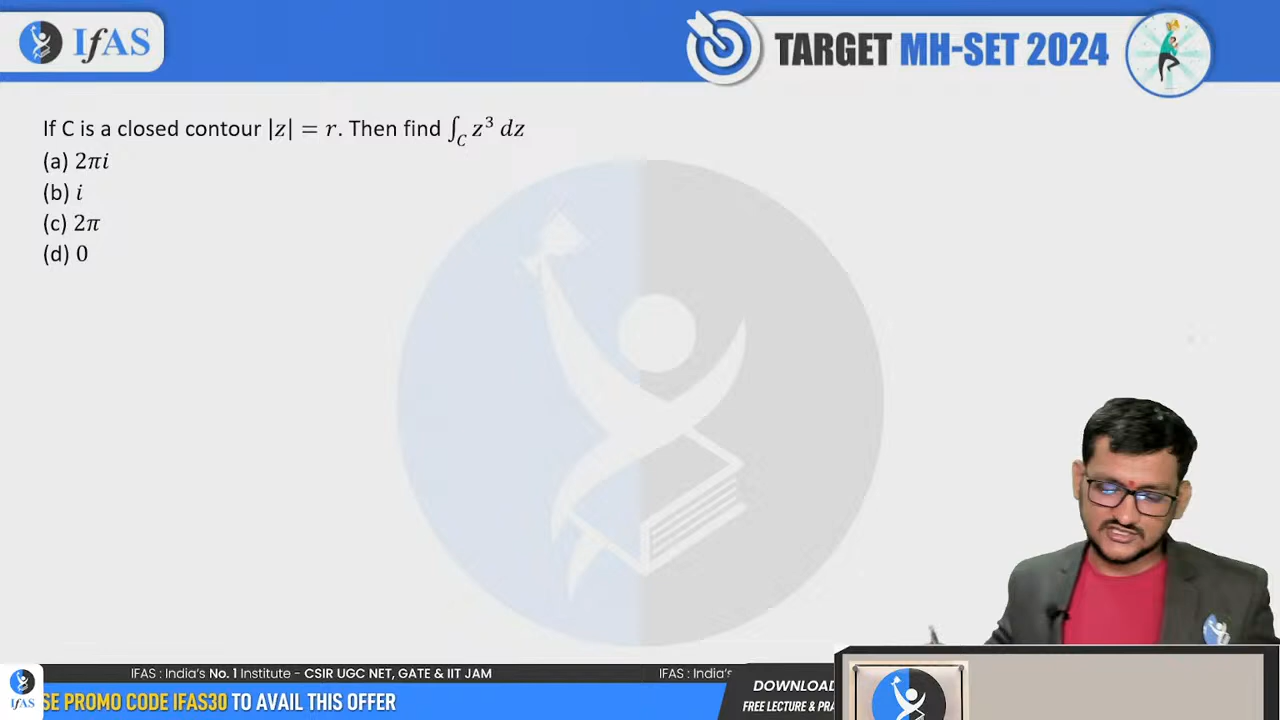 IfAS
TARGET MH-SET 2024
If C is a closed contour |z| = r. Then find ∫_C z³ dz
(a) 2πi
(b) i
(c) 2π
(d) 0
IFAS : India's No. 1 Institute - CSIR UGC NET, GATE & IIT JAM
IFAS : India's
IfAS
SE PROMO CODE IFAS30 TO AVAIL THIS OFFER
DOWNLOAD
FREE LECTURE & PRA